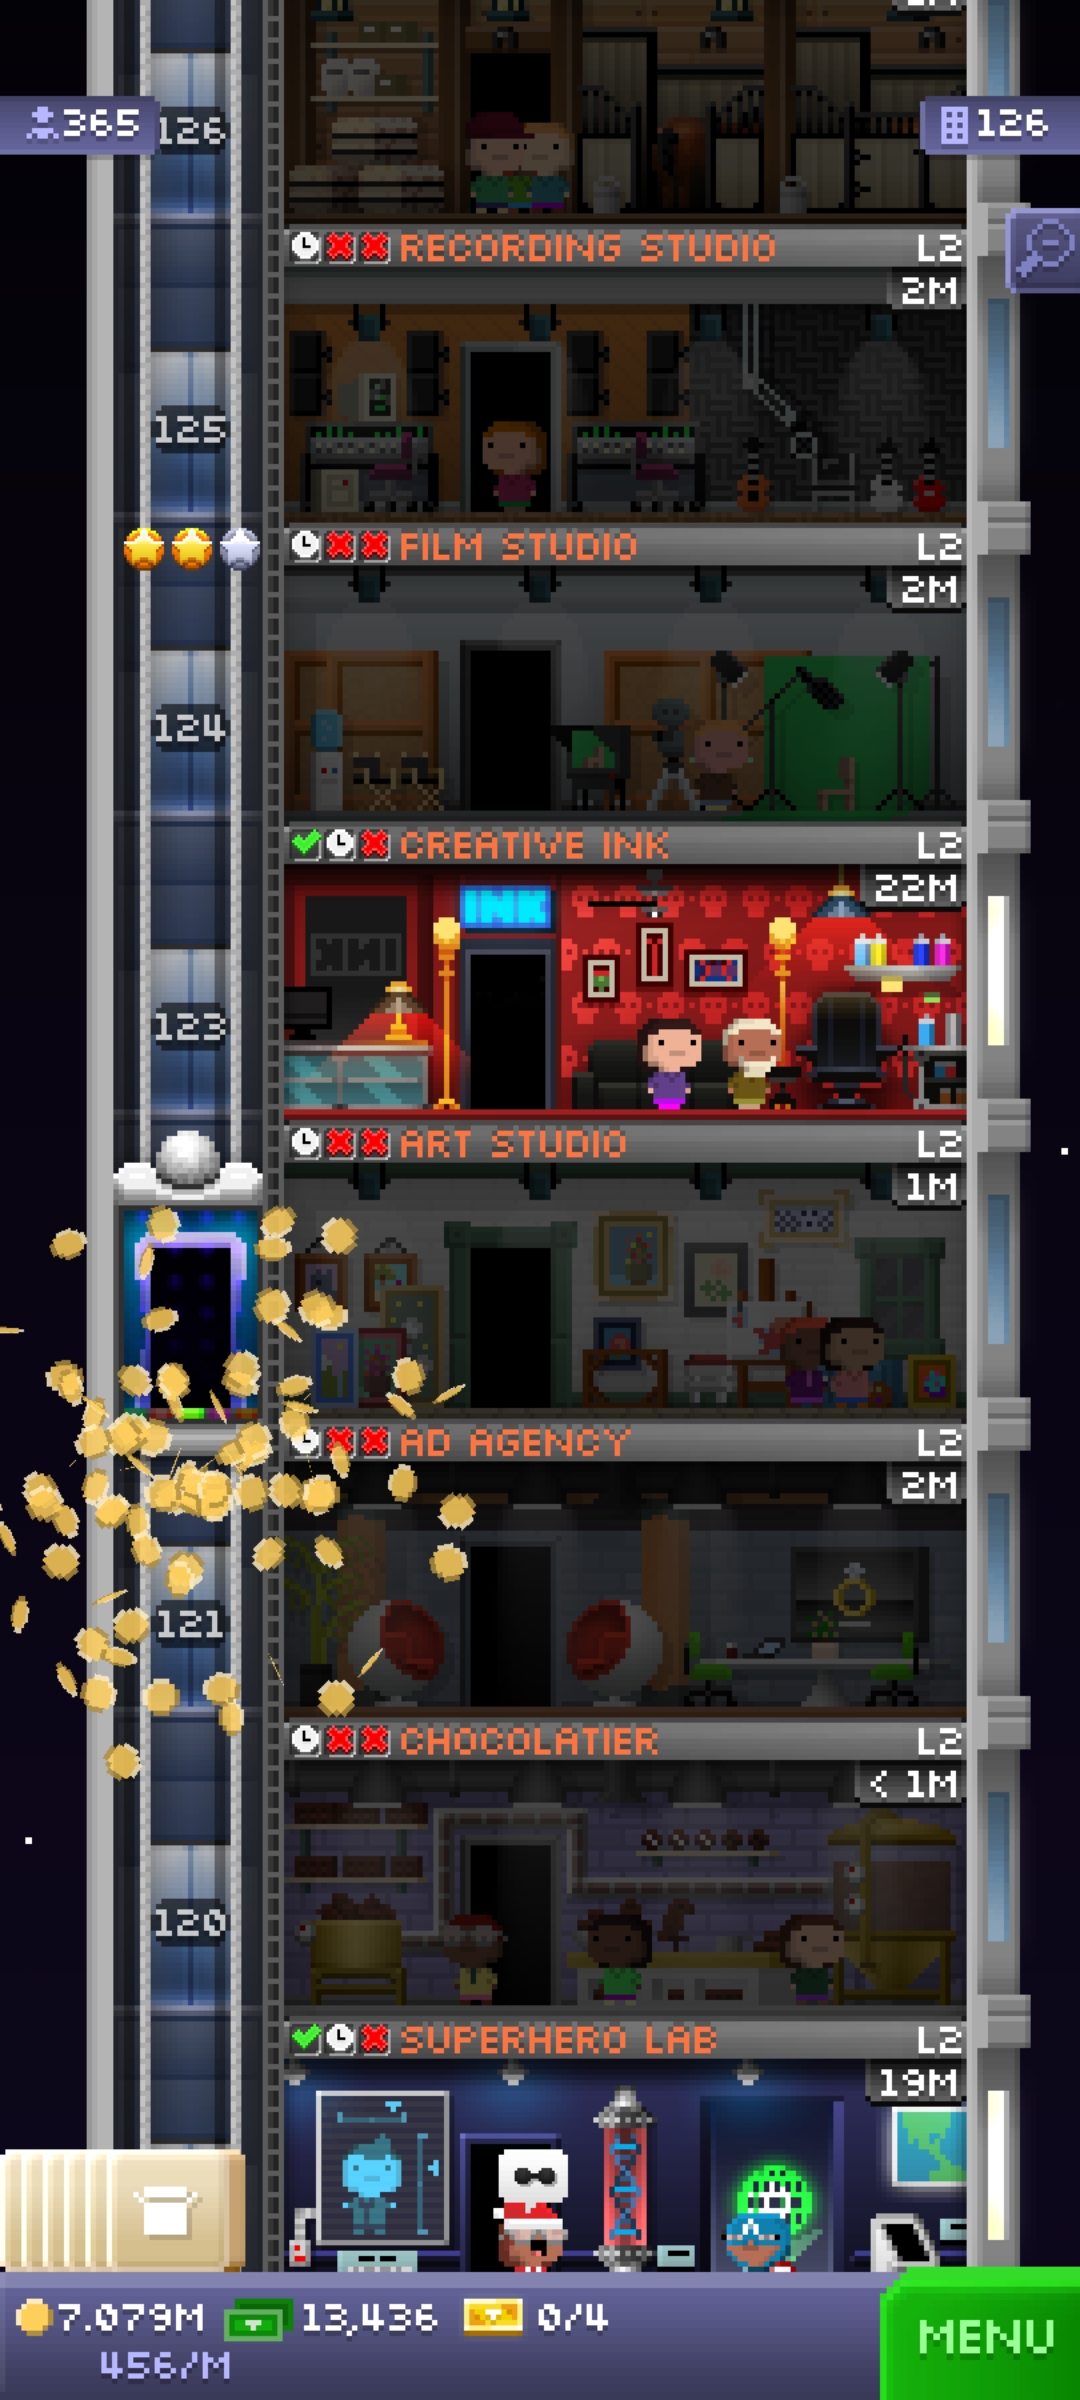 365
126
126
RECORDING STUDIO L2
2M
125
FILM STUDIO L2
2M
124
CREATIVE INK L2
22M
INK
123
ART STUDIO L2
1M
AD AGENCY L2
2M
121
CHOCOLATIER L2
< 1M
120
SUPERHERO LAB L2
19M
7.079M 13,436 0/4
456/M
MENU